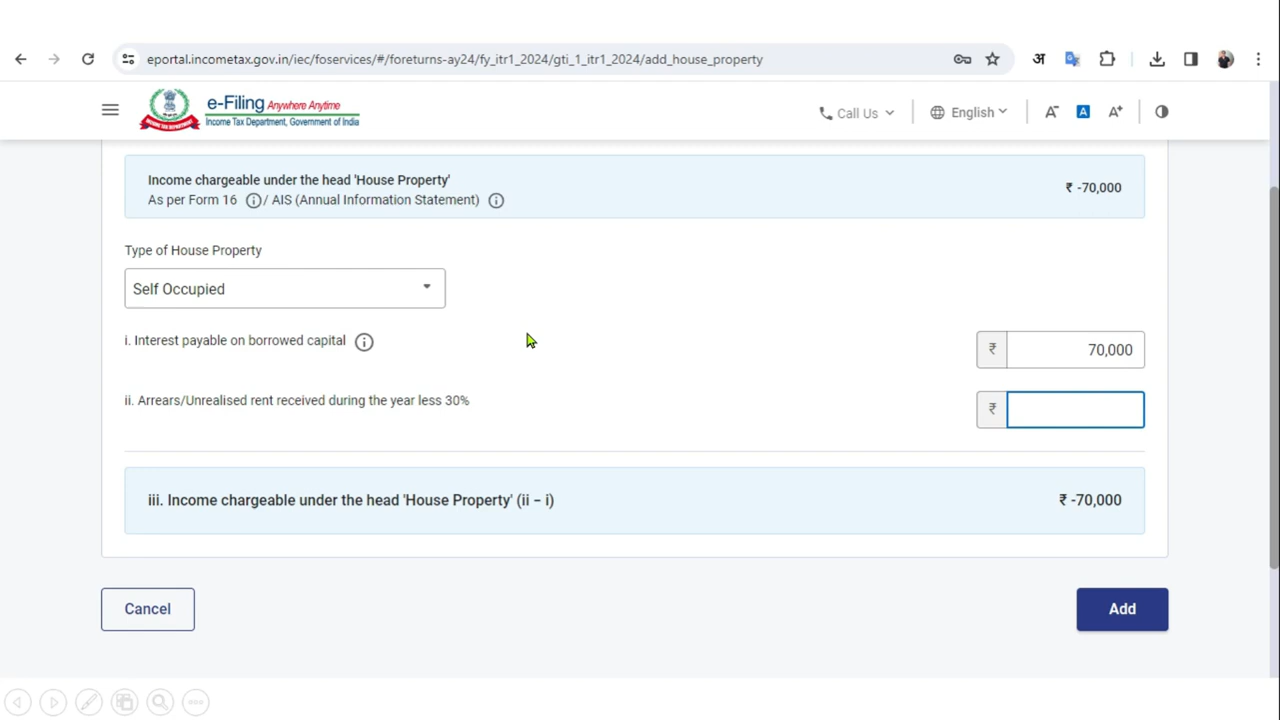 eportal.incometax.gov.in/iec/foservices/#/foreturns-ay24/fy_itr1_2024/gti_1_itr1_2024/add_house_property
अ
e-Filing Anywhere Anytime
Income Tax Department, Government of India
Call Us
English
A-
A
A+
Income chargeable under the head 'House Property'
₹ -70,000
As per Form 16 / AIS (Annual Information Statement)
Type of House Property
Self Occupied
i. Interest payable on borrowed capital
₹ 70,000
ii. Arrears/Unrealised rent received during the year less 30%
₹
iii. Income chargeable under the head 'House Property' (ii – i)
₹ -70,000
Cancel
Add